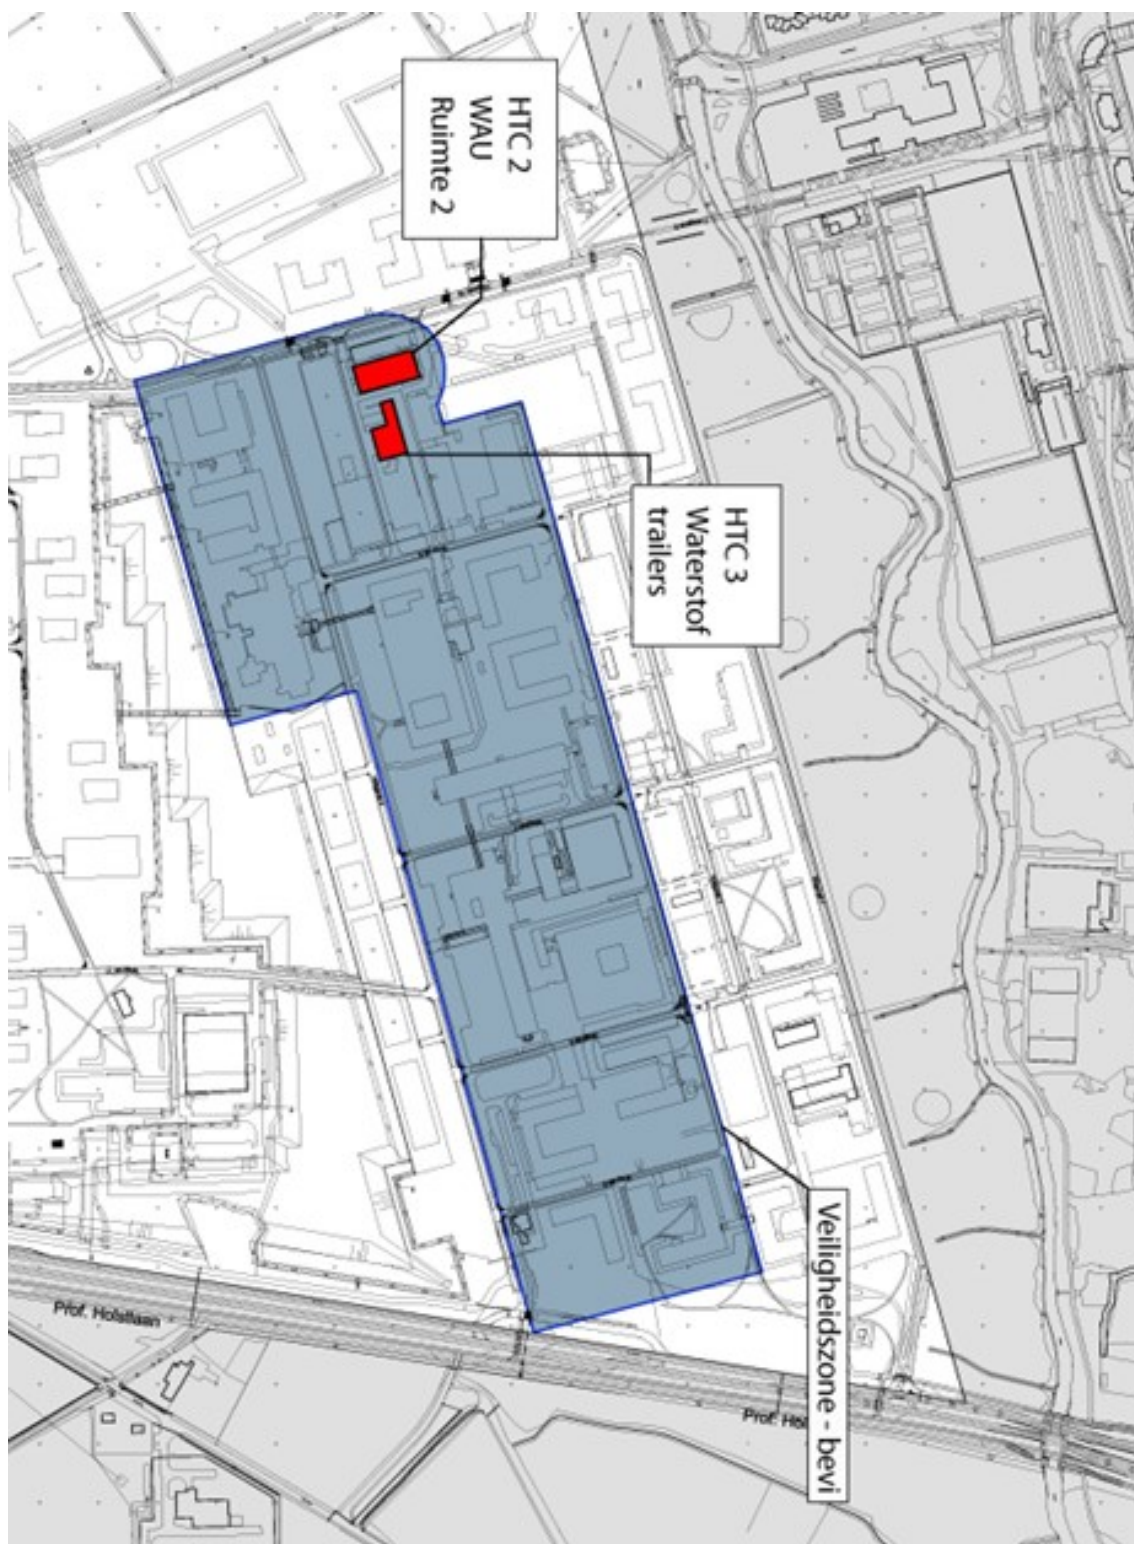 HTC 2
WAU
Ruimte 2
HTC 3
Waterstof
trailers
Veiligheidszone - bevi
Prof. Holstlaan